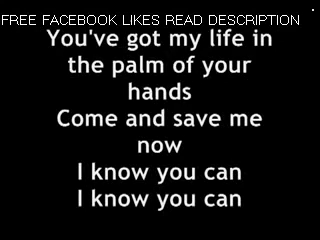 FREE FACEBOOK LIKES READ DESCRIPTION
You've got my life in
the palm of your
hands
Come and save me
now
I know you can
I know you can